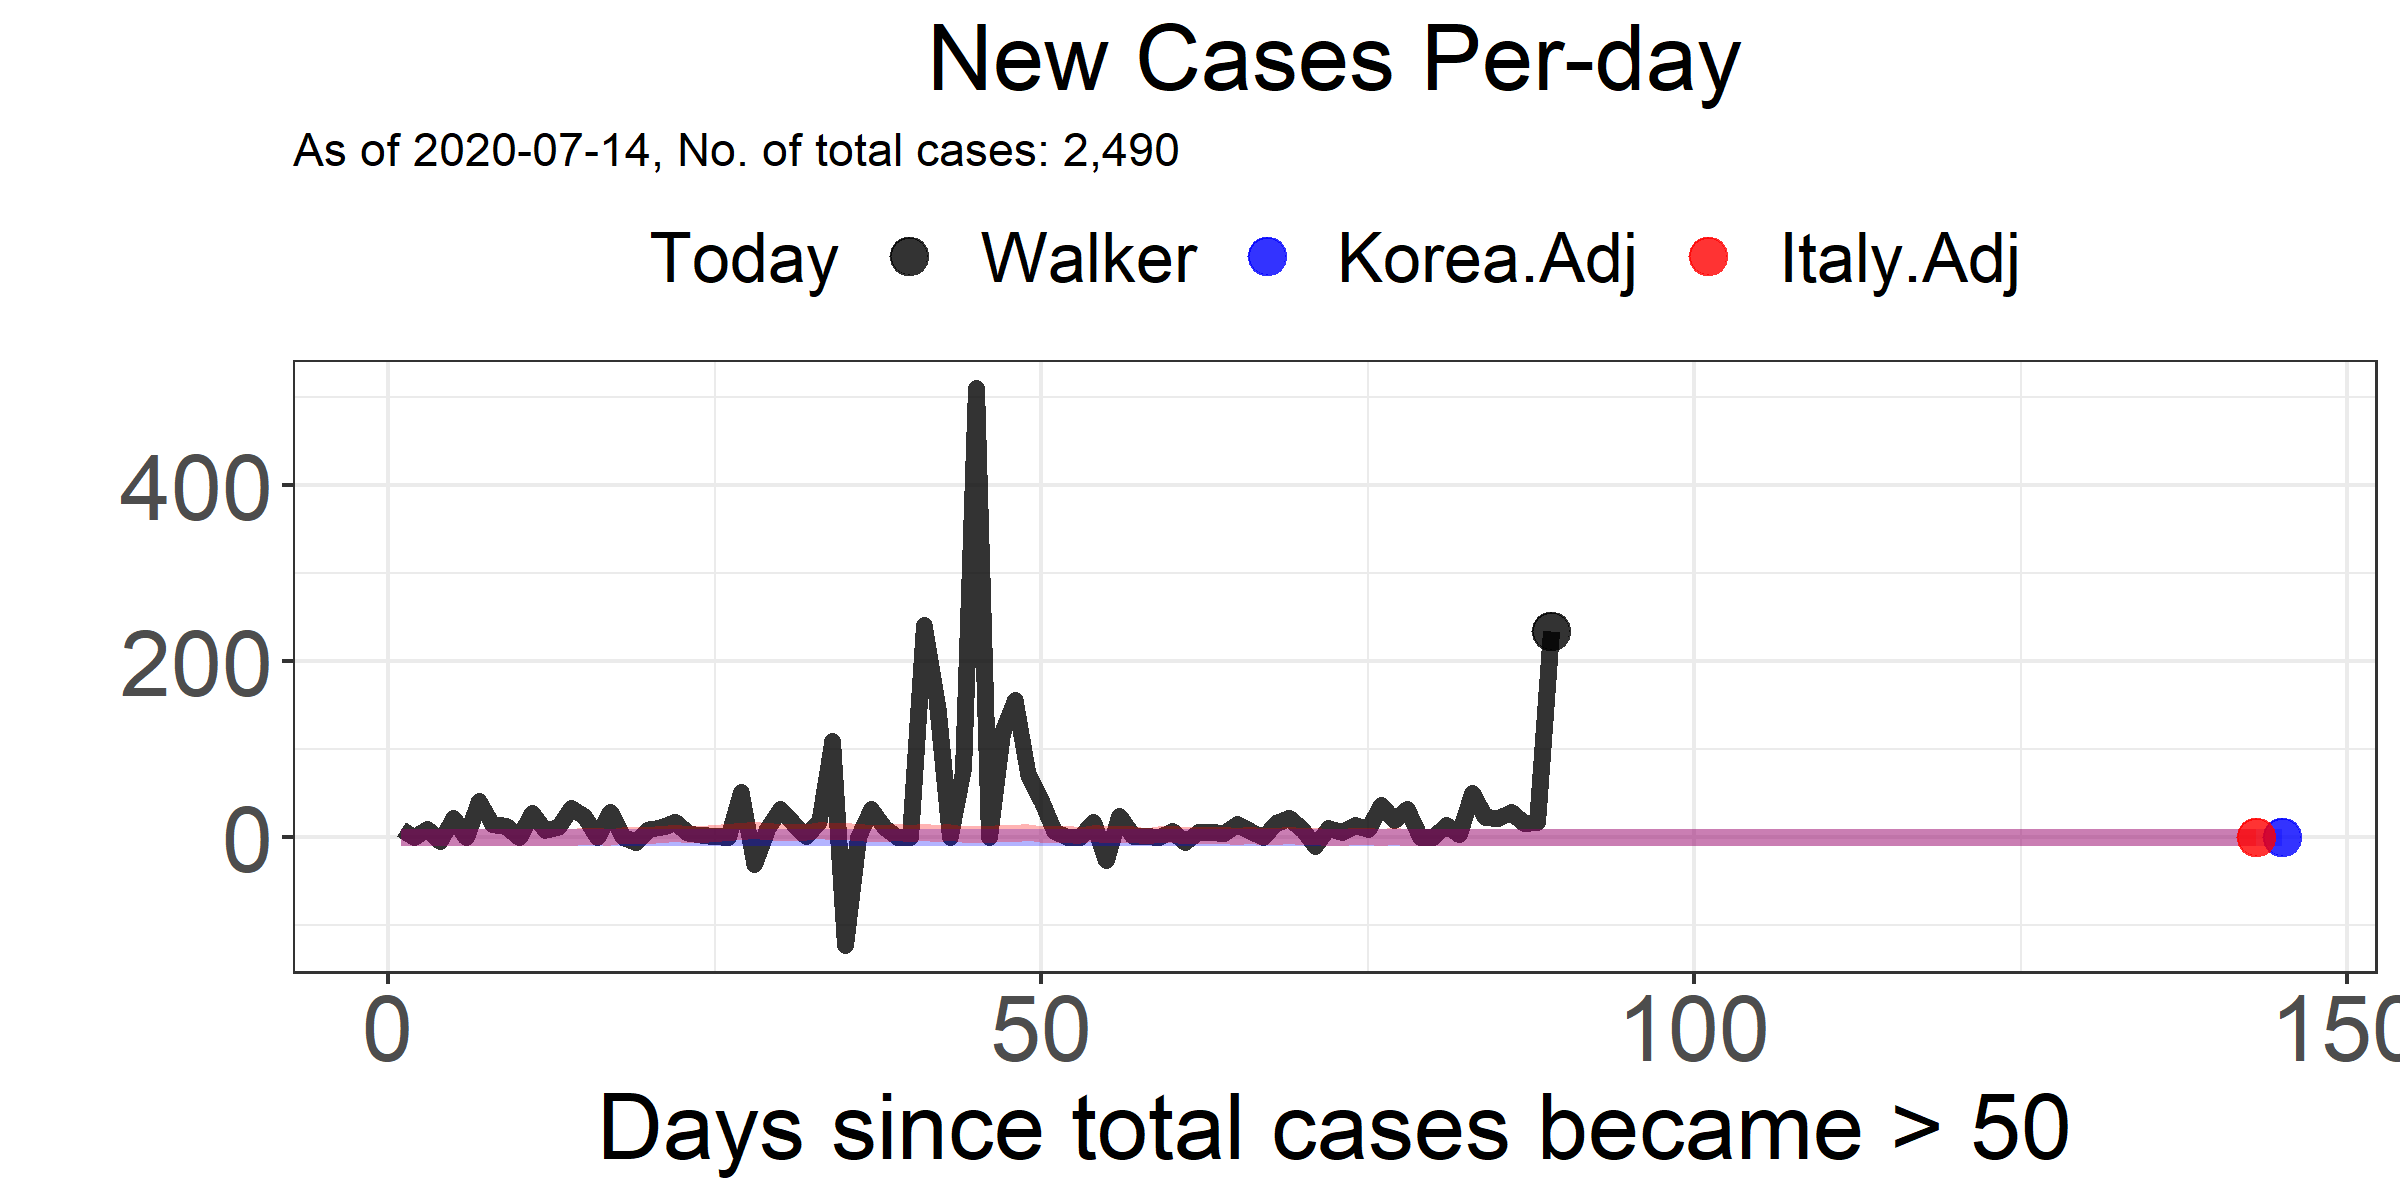 New Cases Per-day
As of 2020-07-14, No. of total cases: 2,490
Today Walker Korea.Adj Italy.Adj
400
200
0
0 50 100 150
Days since total cases became > 50